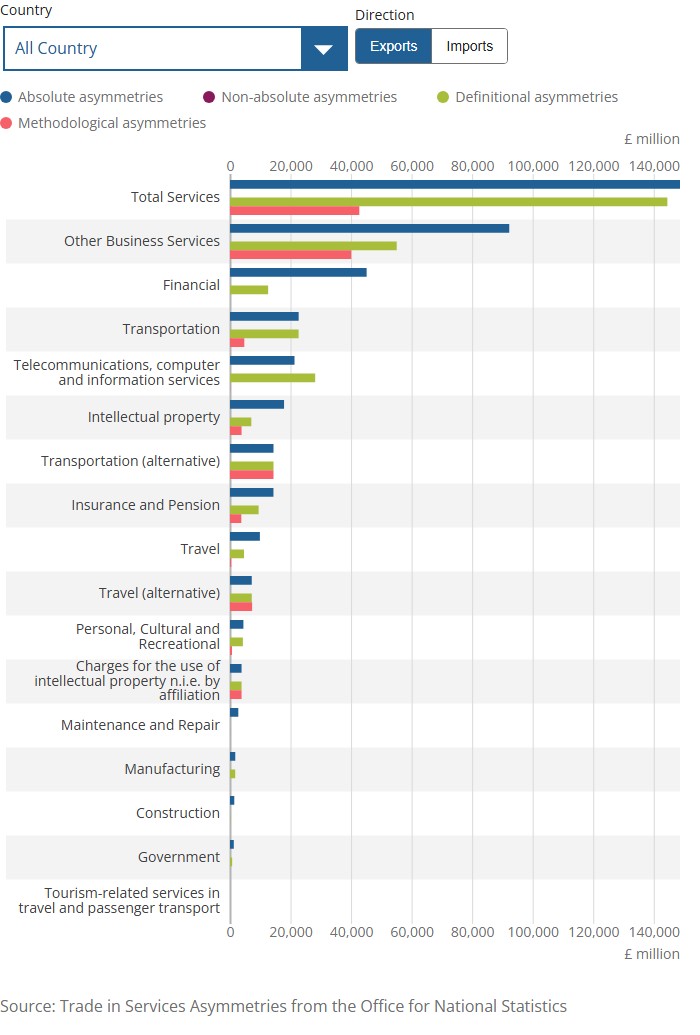 Country
Direction
All Country
Exports Imports
Absolute asymmetries Non-absolute asymmetries Definitional asymmetries
Methodological asymmetries
£ million
0 20,000 40,000 60,000 80,000 100,000 120,000 140,000
Total Services
Other Business Services
Financial
Transportation
Telecommunications, computer
and information services
Intellectual property
Transportation (alternative)
Insurance and Pension
Travel
Travel (alternative)
Personal, Cultural and
Recreational
Charges for the use of
intellectual property n.i.e. by
affiliation
Maintenance and Repair
Manufacturing
Construction
Government
Tourism-related services in
travel and passenger transport
0 20,000 40,000 60,000 80,000 100,000 120,000 140,000
£ million
Source: Trade in Services Asymmetries from the Office for National Statistics